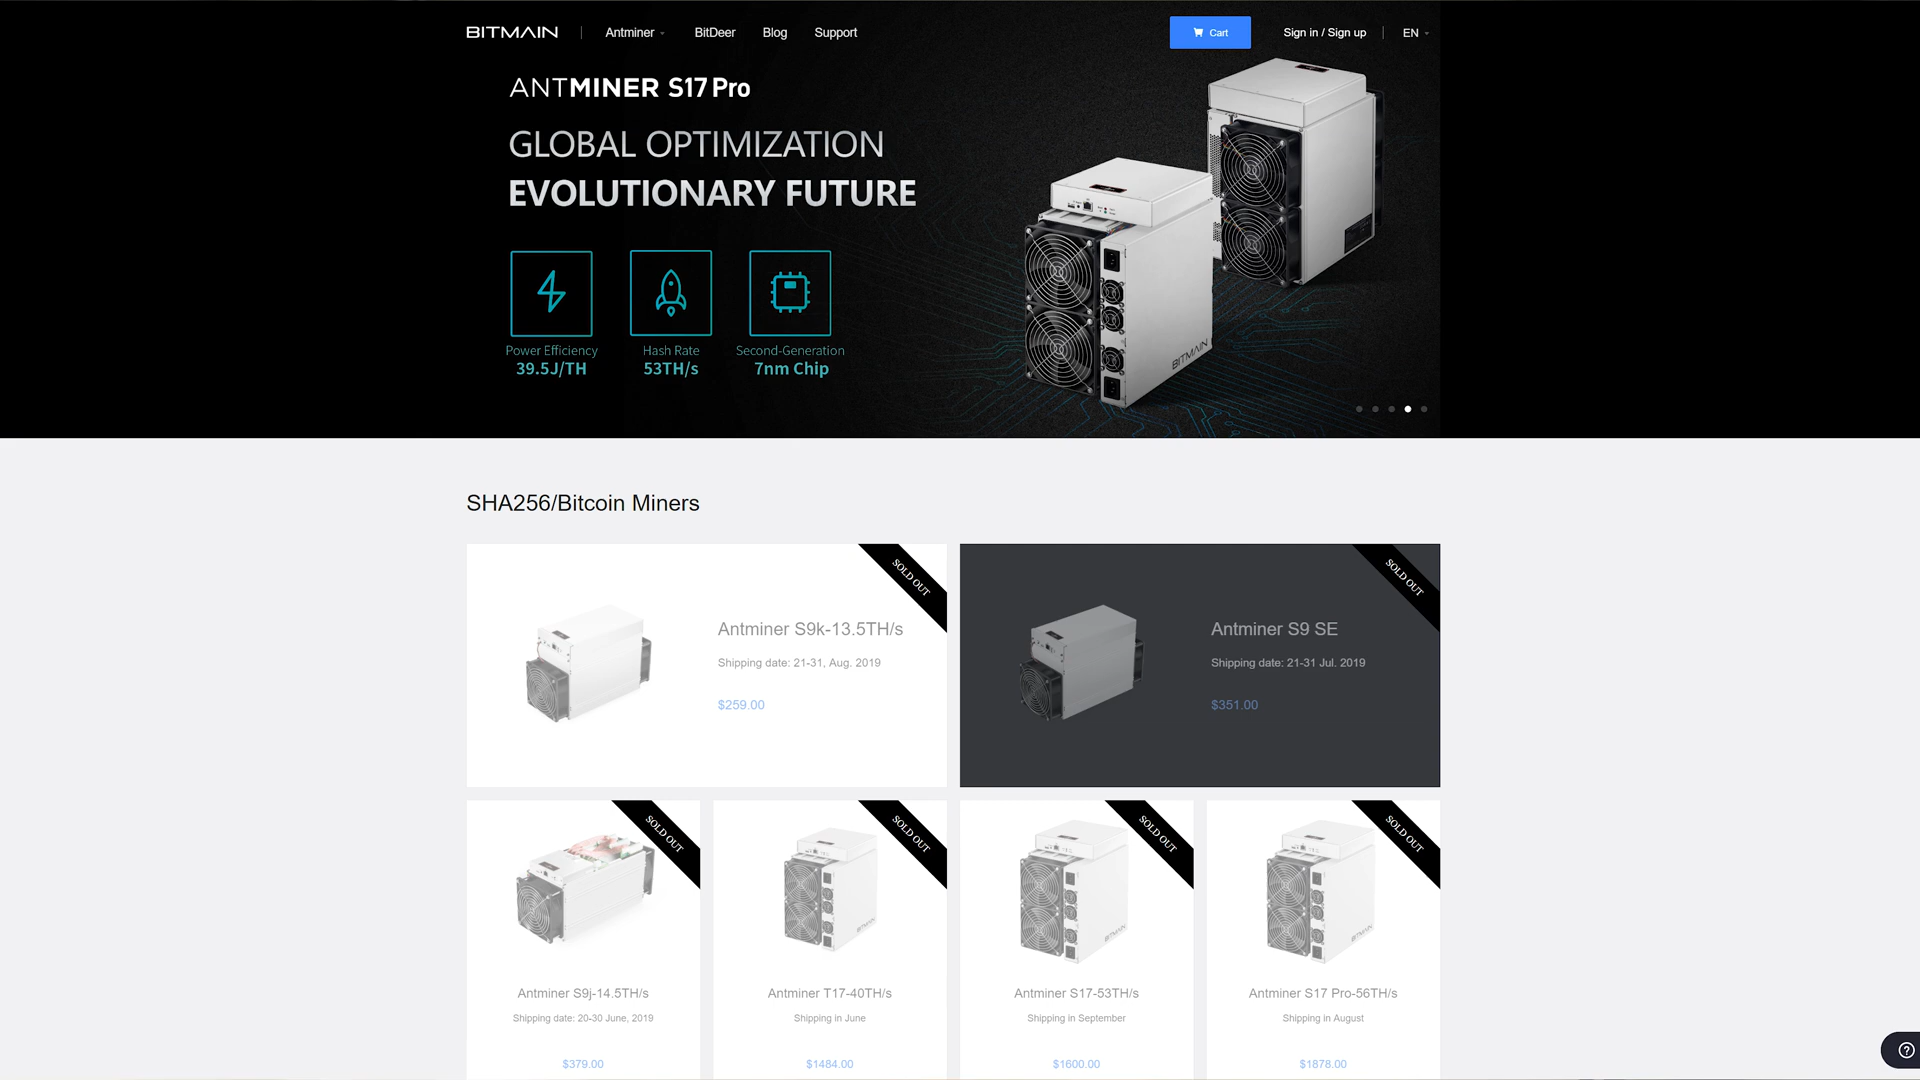 BITMAIN | Antminer BitDeer Blog Support Cart Sign in / Sign up | EN
ANTMINER S17 Pro
GLOBAL OPTIMIZATION
EVOLUTIONARY FUTURE
Power Efficiency
39.5J/TH
Hash Rate
53TH/s
Second-Generation
7nm Chip
BITMAIN
SHA256/Bitcoin Miners
SOLD OUT
Antminer S9k-13.5TH/s
Shipping date: 21-31, Aug. 2019
$259.00
SOLD OUT
Antminer S9 SE
Shipping date: 21-31 Jul. 2019
$351.00
SOLD OUT
Antminer S9j-14.5TH/s
Shipping date: 20-30 June, 2019
$379.00
SOLD OUT
BITMAIN
Antminer T17-40TH/s
Shipping in June
$1484.00
SOLD OUT
BITMAIN
Antminer S17-53TH/s
Shipping in September
$1600.00
SOLD OUT
BITMAIN
Antminer S17 Pro-56TH/s
Shipping in August
$1878.00